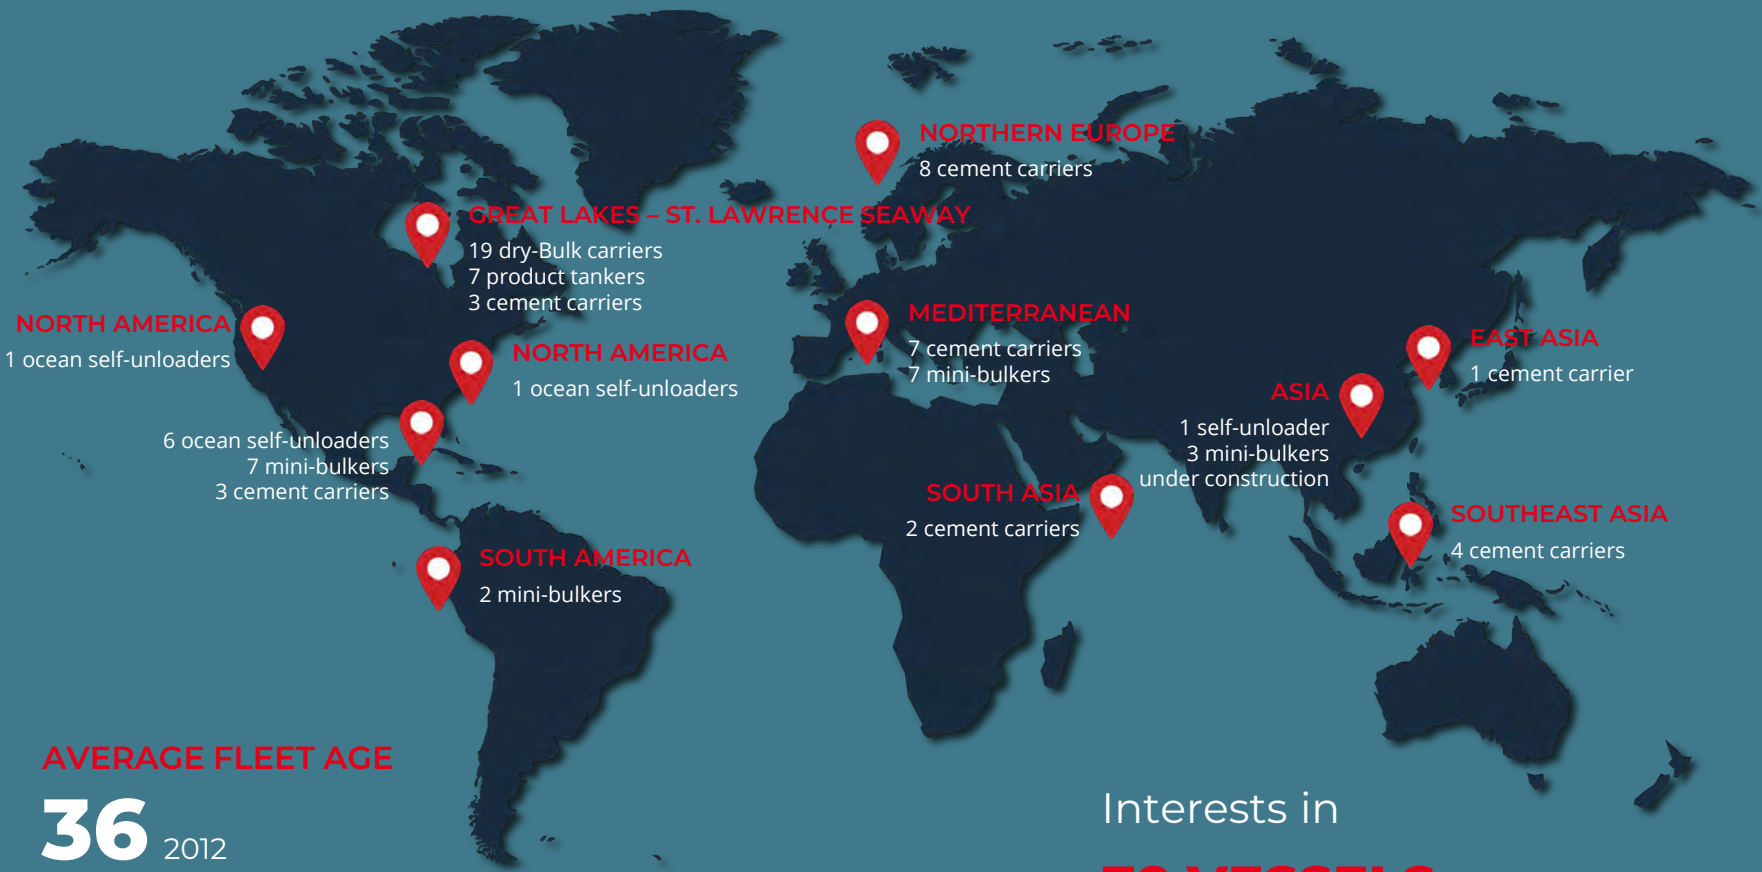 NORTHERN EUROPE
8 cement carriers
GREAT LAKES – ST. LAWRENCE SEAWAY
19 dry-Bulk carriers
7 product tankers
3 cement carriers
NORTH AMERICA
1 ocean self-unloaders
NORTH AMERICA
1 ocean self-unloaders
6 ocean self-unloaders
7 mini-bulkers
3 cement carriers
MEDITERRANEAN
7 cement carriers
7 mini-bulkers
EAST ASIA
1 cement carrier
ASIA
1 self-unloader
3 mini-bulkers
under construction
SOUTH ASIA
2 cement carriers
SOUTHEAST ASIA
4 cement carriers
SOUTH AMERICA
2 mini-bulkers
AVERAGE FLEET AGE
36 2012
Interests in
VESSELS